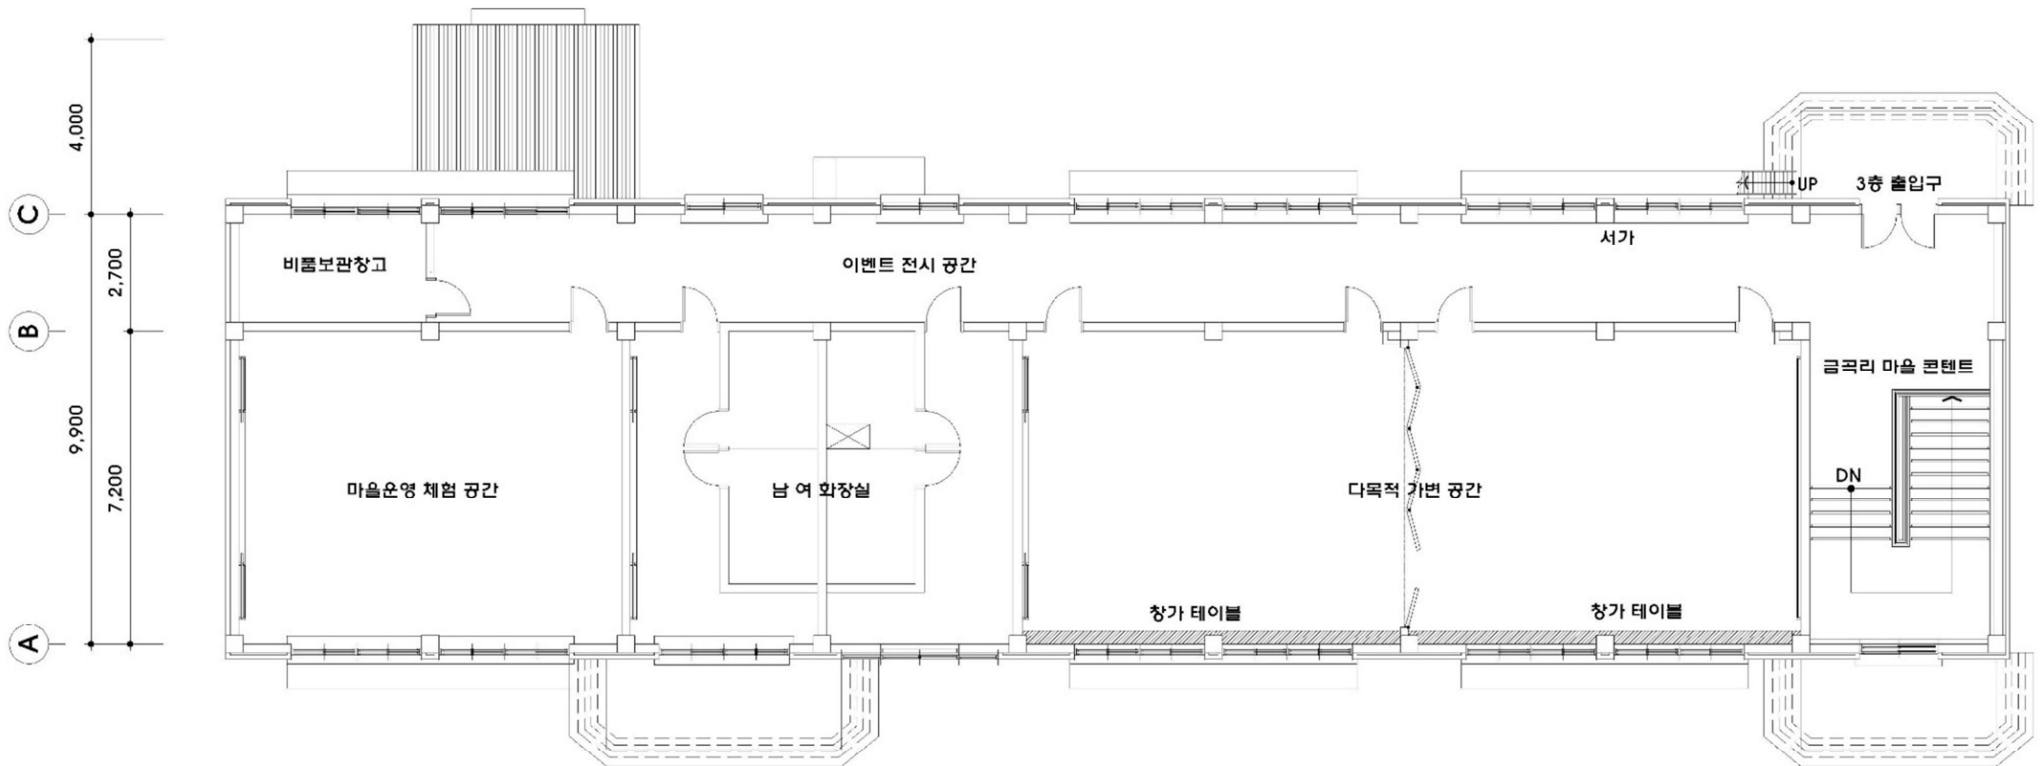 4,000
C
UP
3층 출입구
서가
2,700
비품보관창고
이벤트 전시 공간
B
금곡리 마을 콘텐트
9,900
7,200
DN
마을운영 체험 공간
남 여 화장실
다목적 가변 공간
창가 테이블
창가 테이블
A